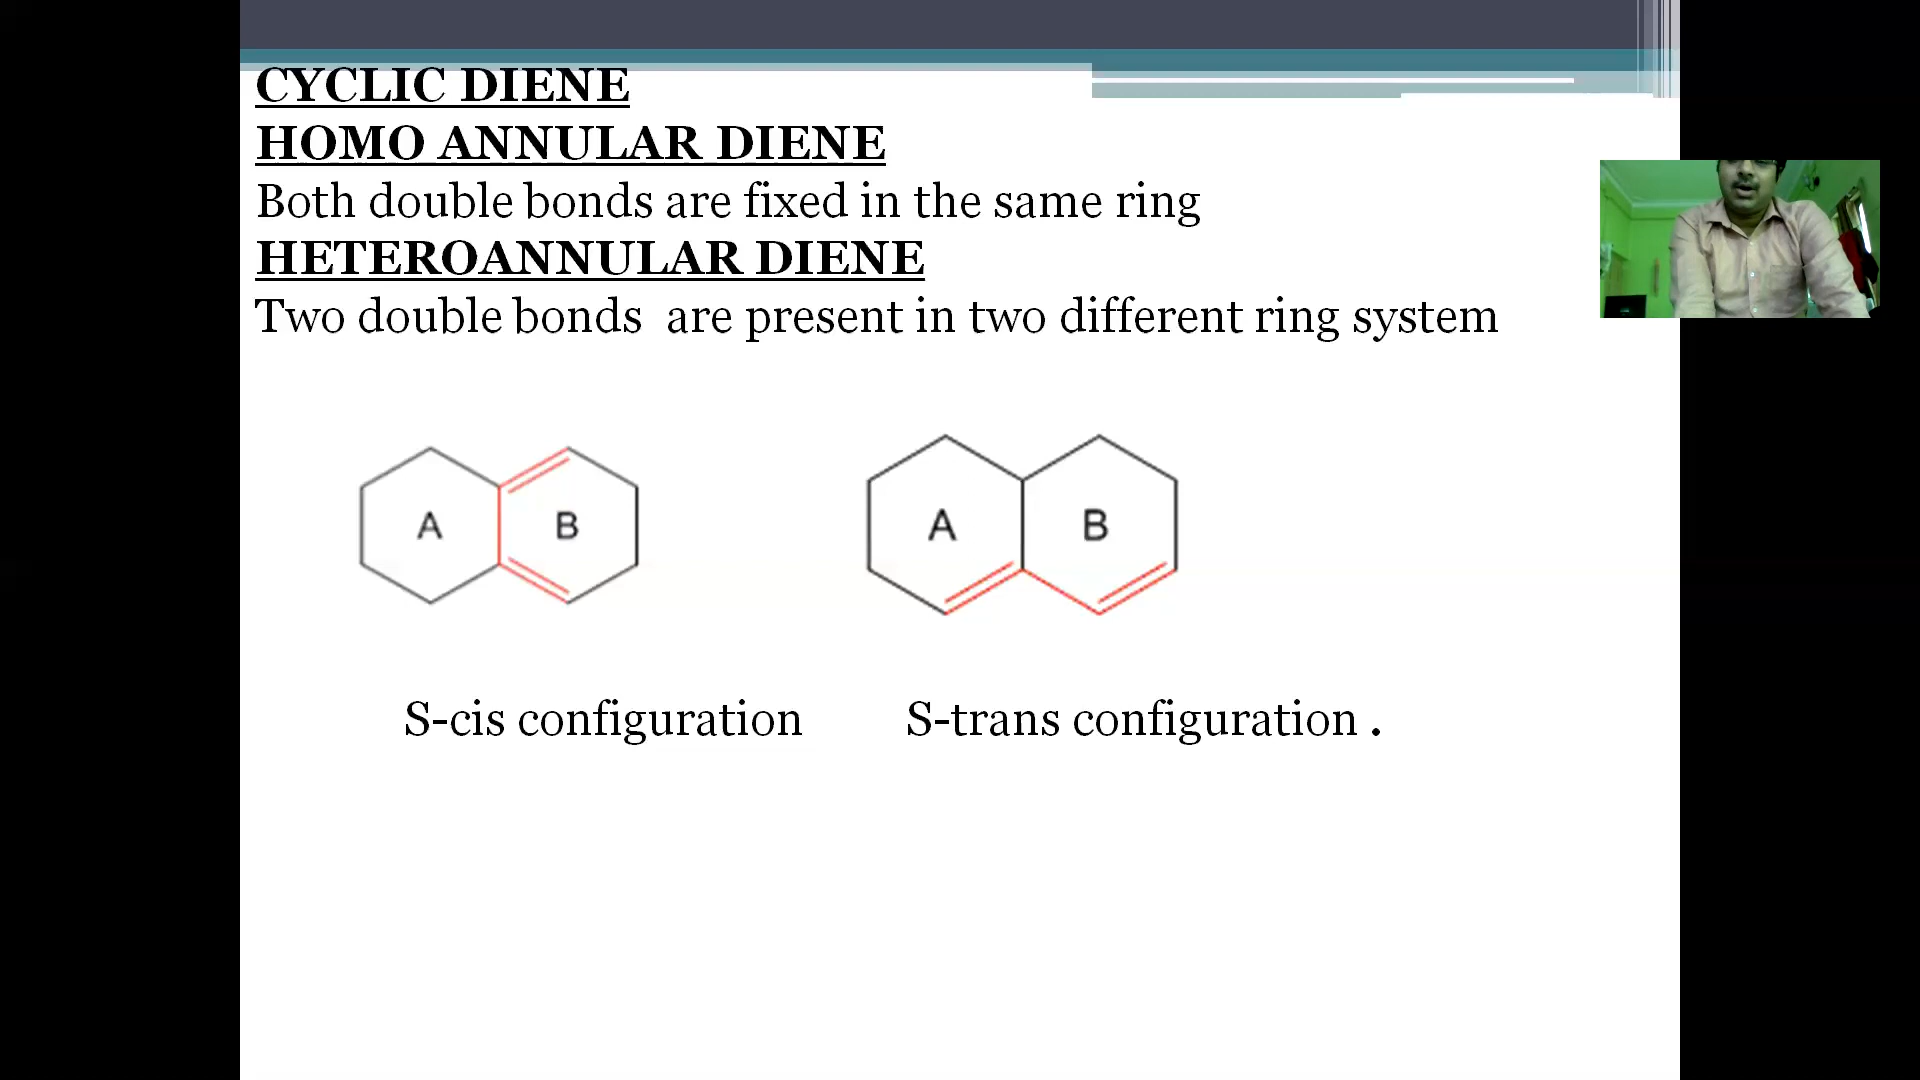 CYCLIC DIENE
HOMO ANNULAR DIENE
Both double bonds are fixed in the same ring
HETEROANNULAR DIENE
Two double bonds are present in two different ring system
A B A B
S-cis configuration S-trans configuration .